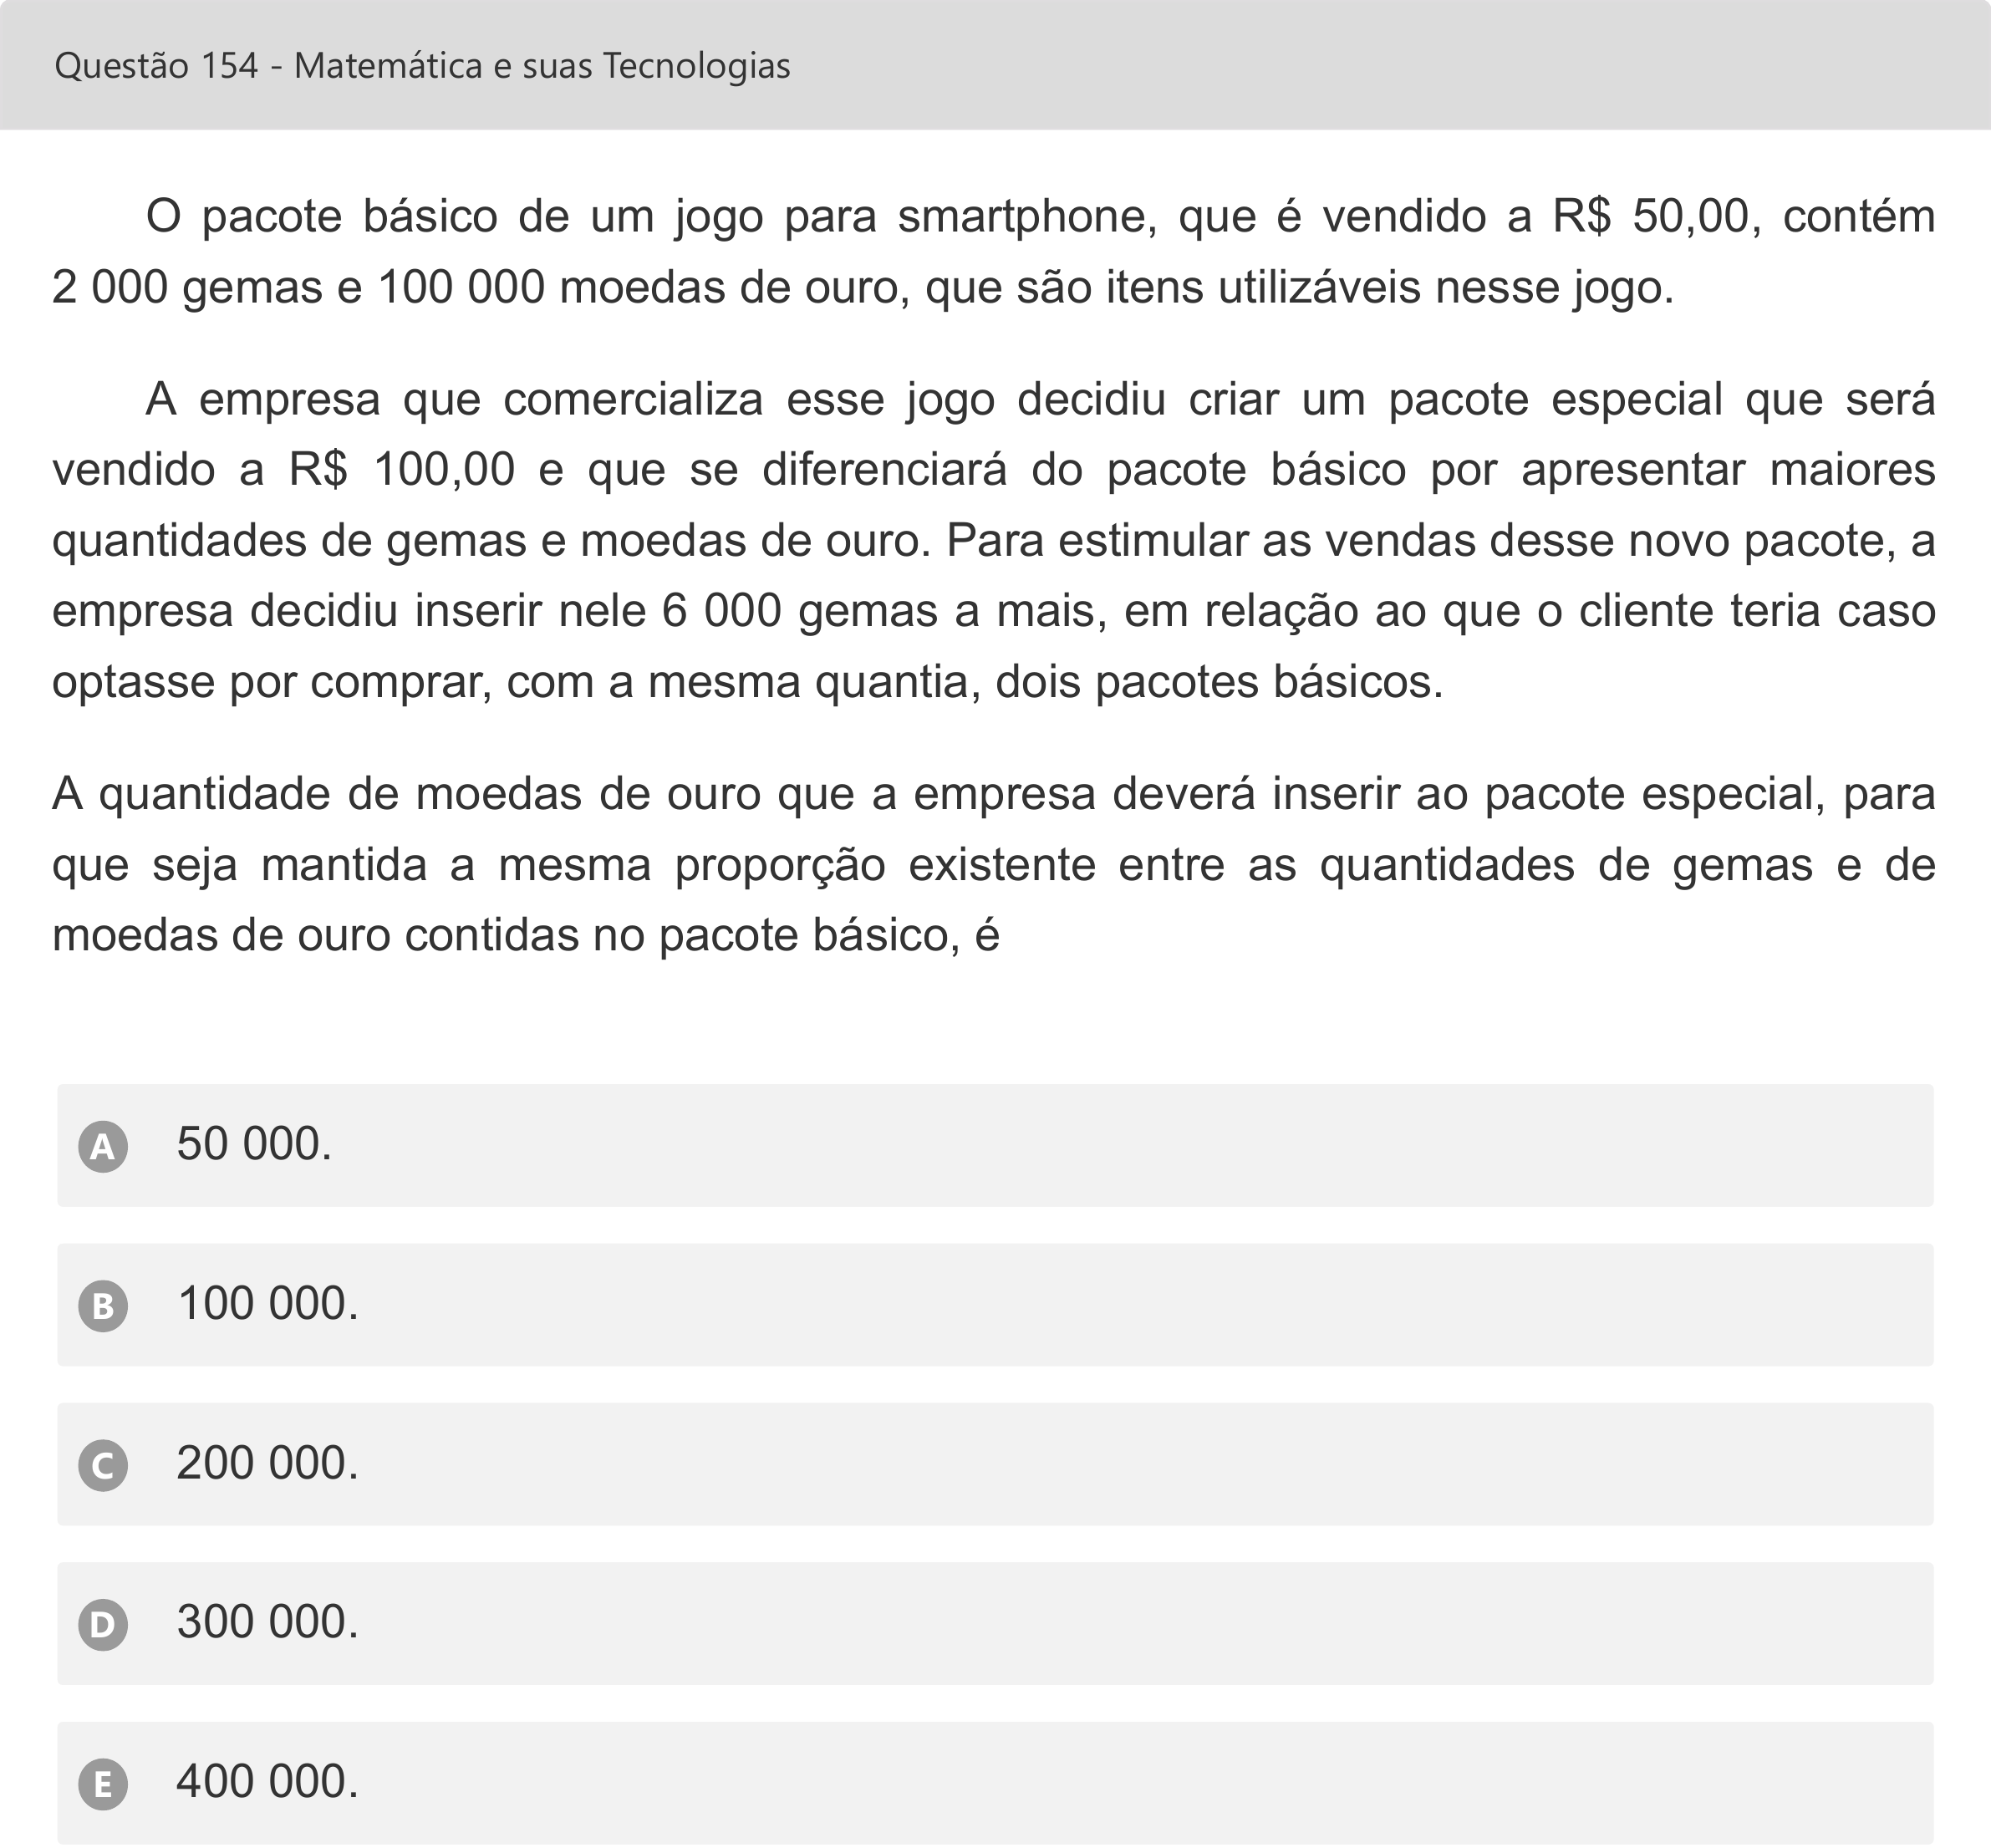 Questão 154 - Matemática e suas Tecnologias
O pacote básico de um jogo para smartphone, que é vendido a R$ 50,00, contém
2 000 gemas e 100 000 moedas de ouro, que são itens utilizáveis nesse jogo.
A empresa que comercializa esse jogo decidiu criar um pacote especial que será
vendido a R$ 100,00 e que se diferenciará do pacote básico por apresentar maiores
quantidades de gemas e moedas de ouro. Para estimular as vendas desse novo pacote, a
empresa decidiu inserir nele 6 000 gemas a mais, em relação ao que o cliente teria caso
optasse por comprar, com a mesma quantia, dois pacotes básicos.
A quantidade de moedas de ouro que a empresa deverá inserir ao pacote especial, para
que seja mantida a mesma proporção existente entre as quantidades de gemas e de
moedas de ouro contidas no pacote básico, é
A 50 000.
B 100 000.
C 200 000.
D 300 000.
E 400 000.